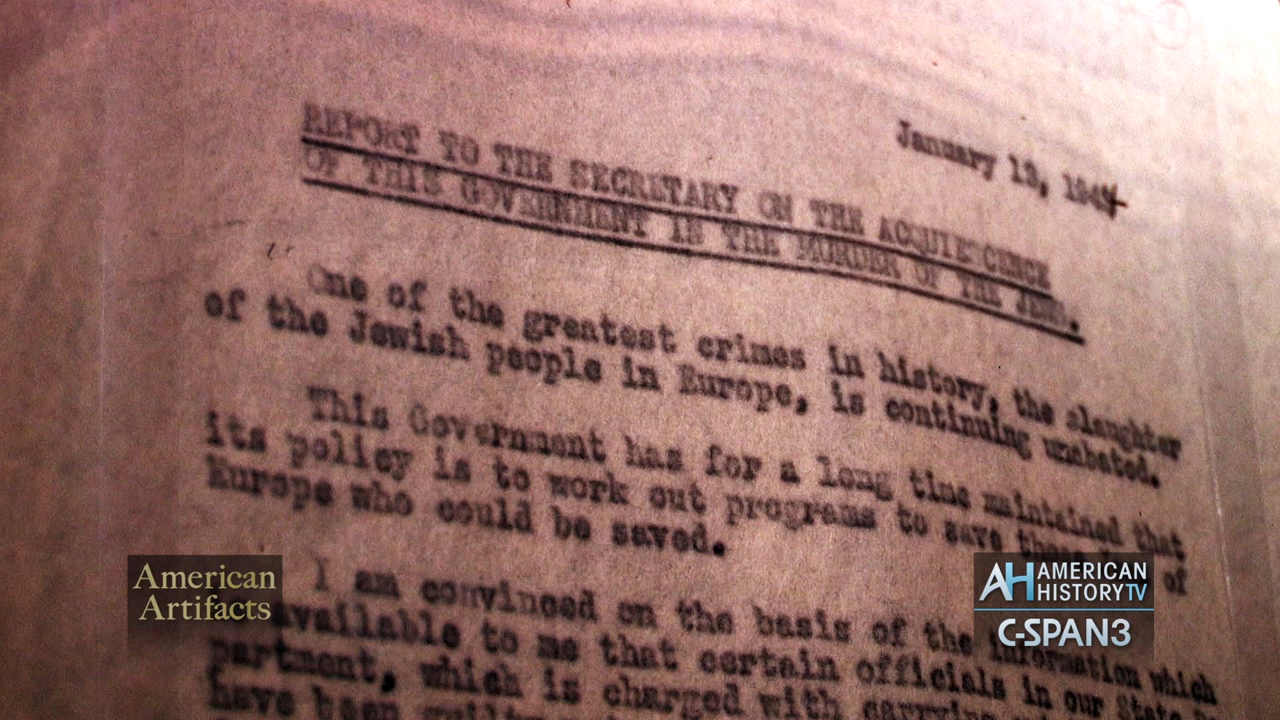 January 13, 1944
REPORT TO THE SECRETARY ON THE ACQUIESCENCE
OF THIS GOVERNMENT IN THE MURDER OF THE JEWS.
One of the greatest crimes in history, the slaughter
of the Jewish people in Europe, is continuing unabated.
This Government has for a long time maintained that
its policy is to work out programs to save of
Europe who could be saved.
I am convinced on the basis of the information which
available to me that certain officials in our State
partment, which is charged with carrying
have been guilty
American
Artifacts
AH AMERICAN
HISTORY TV
C-SPAN3